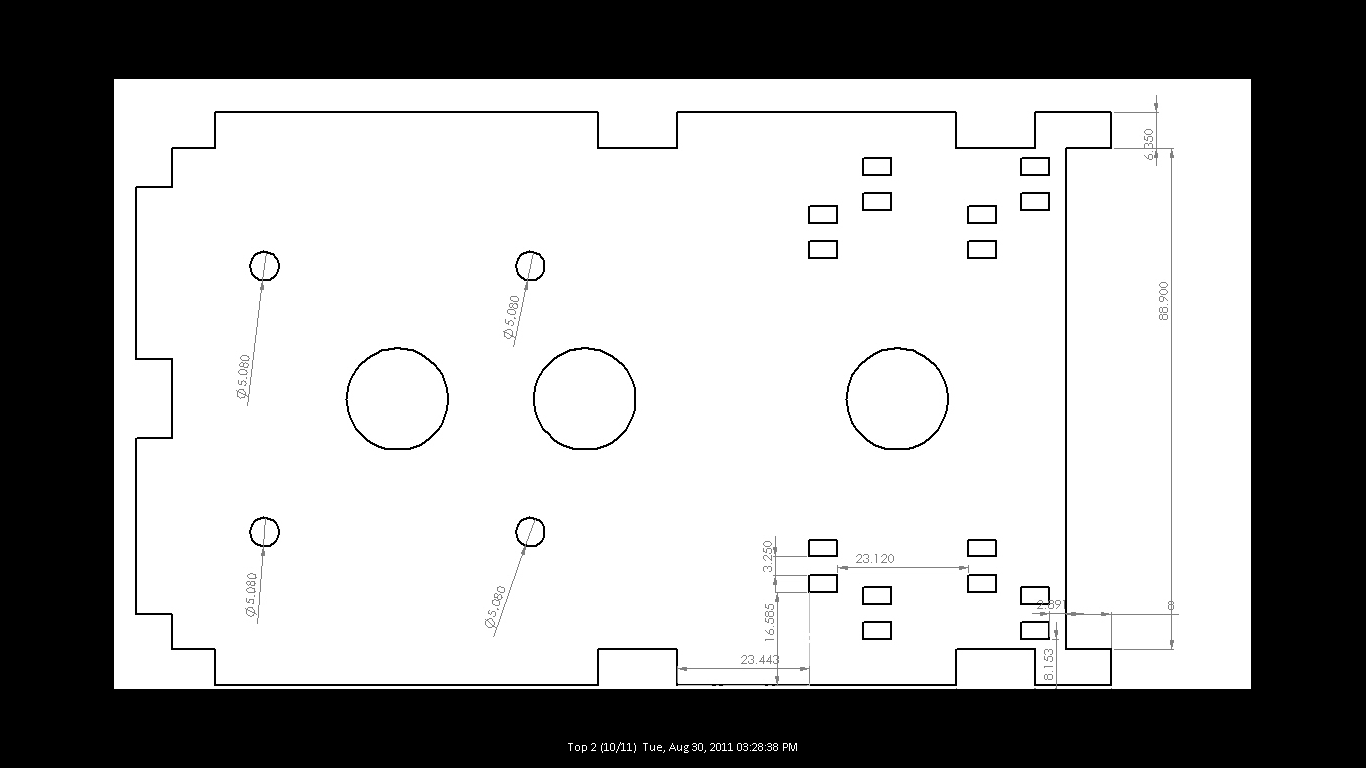 6.350
88.900
Ø5.080
Ø5.080
3.250
23.120
Ø5.080
Ø5.080
16.585
2.891
8
23.443
8.153
Top 2 (10/11) Tue, Aug 30, 2011 03:28:38 PM